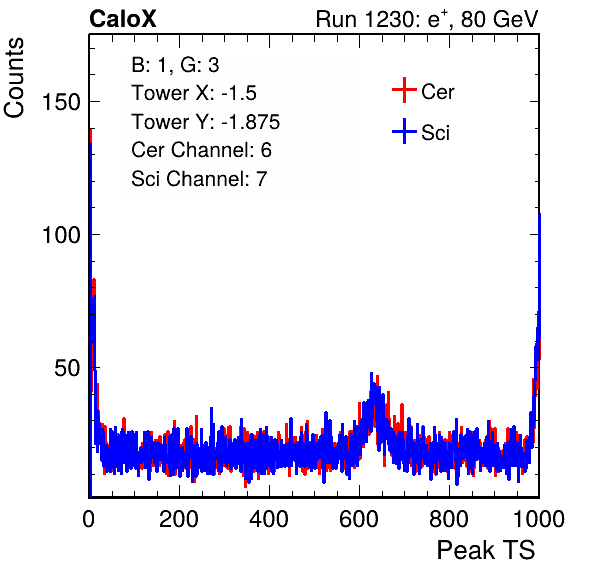 CaloX Run 1230: e⁺, 80 GeV
Counts
B: 1, G: 3
Tower X: -1.5
Tower Y: -1.875
Cer Channel: 6
Sci Channel: 7
Cer
Sci
150
100
50
0 200 400 600 800 1000
Peak TS